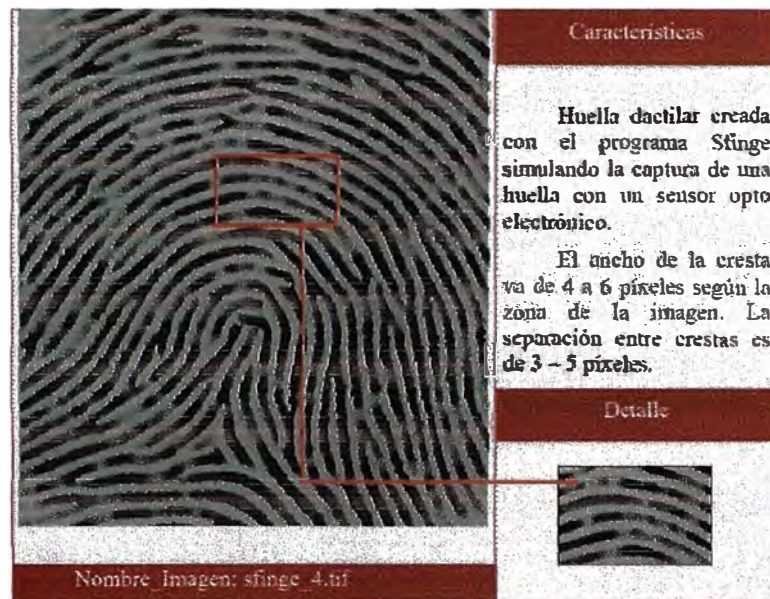 Características
Huella dactilar creada
con el programa Sfinge
simulando la captura de una
huella con un sensor opto
electrónico.
El ancho de la cresta
va de 4 a 6 píxeles según la
zona de la imagen. La
separación entre crestas es
de 3 – 5 píxeles.
Detalle
Nombre_Imagen: sfinge_4.tif